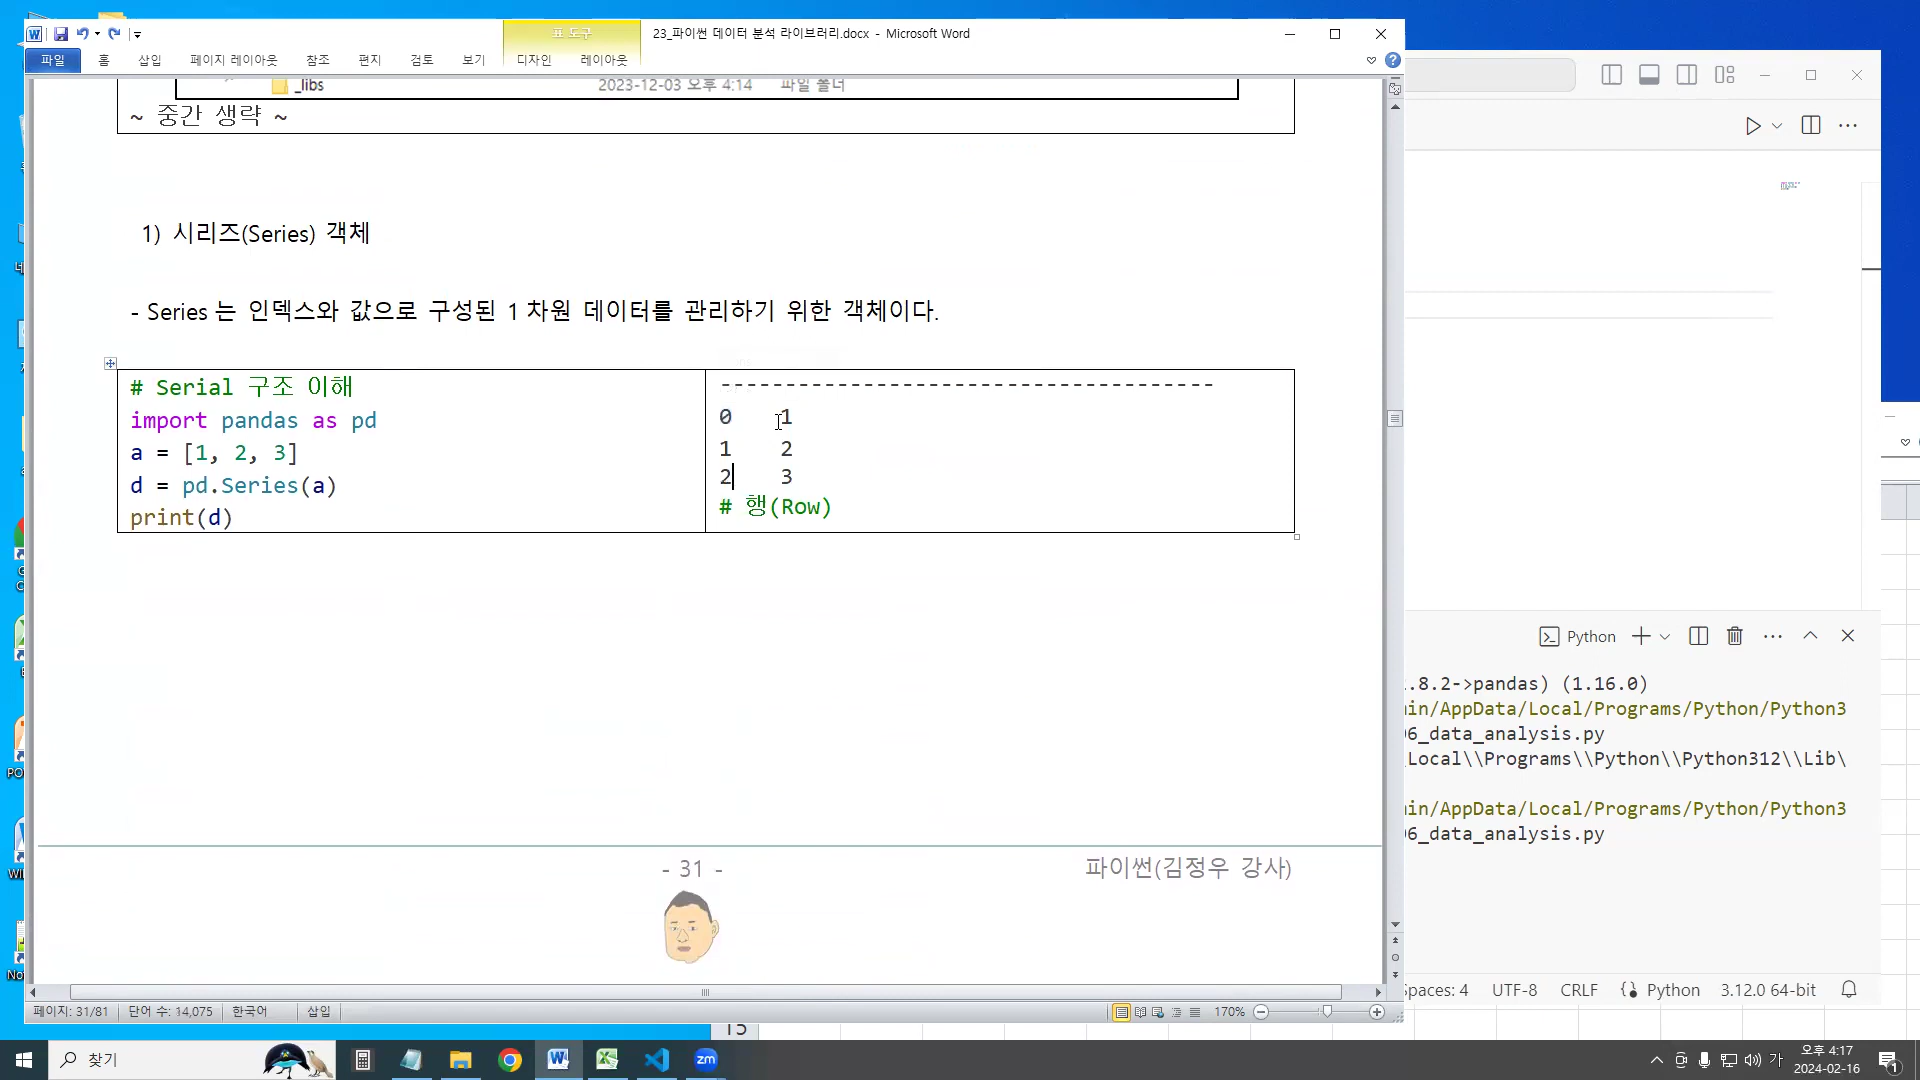 23_파이썬 데이터 분석 라이브러리.docx - Microsoft Word
표 도구
파일 홈 삽입 페이지 레이아웃 참조 편지 검토 보기 디자인 레이아웃
_libs 2023-12-03 오후 4:14 파일 폴더
~ 중간 생략 ~
1) 시리즈(Series) 객체
- Series 는 인덱스와 값으로 구성된 1 차원 데이터를 관리하기 위한 객체이다.
# Serial 구조 이해
import pandas as pd
a = [1, 2, 3]
d = pd.Series(a)
print(d)
---------------------------------------
0 1
1 2
2 3
# 행(Row)
- 31 -
파이썬(김정우 강사)
페이지: 31/81 단어 수: 14,075 한국어 삽입 170%
Python
.8.2->pandas) (1.16.0)
in/AppData/Local/Programs/Python/Python3
6_data_analysis.py
Local\\Programs\\Python\\Python312\\Lib\
in/AppData/Local/Programs/Python/Python3
6_data_analysis.py
Spaces: 4 UTF-8 CRLF Python 3.12.0 64-bit
15
찾기
zm
가
오후 4:17
2024-02-16
1